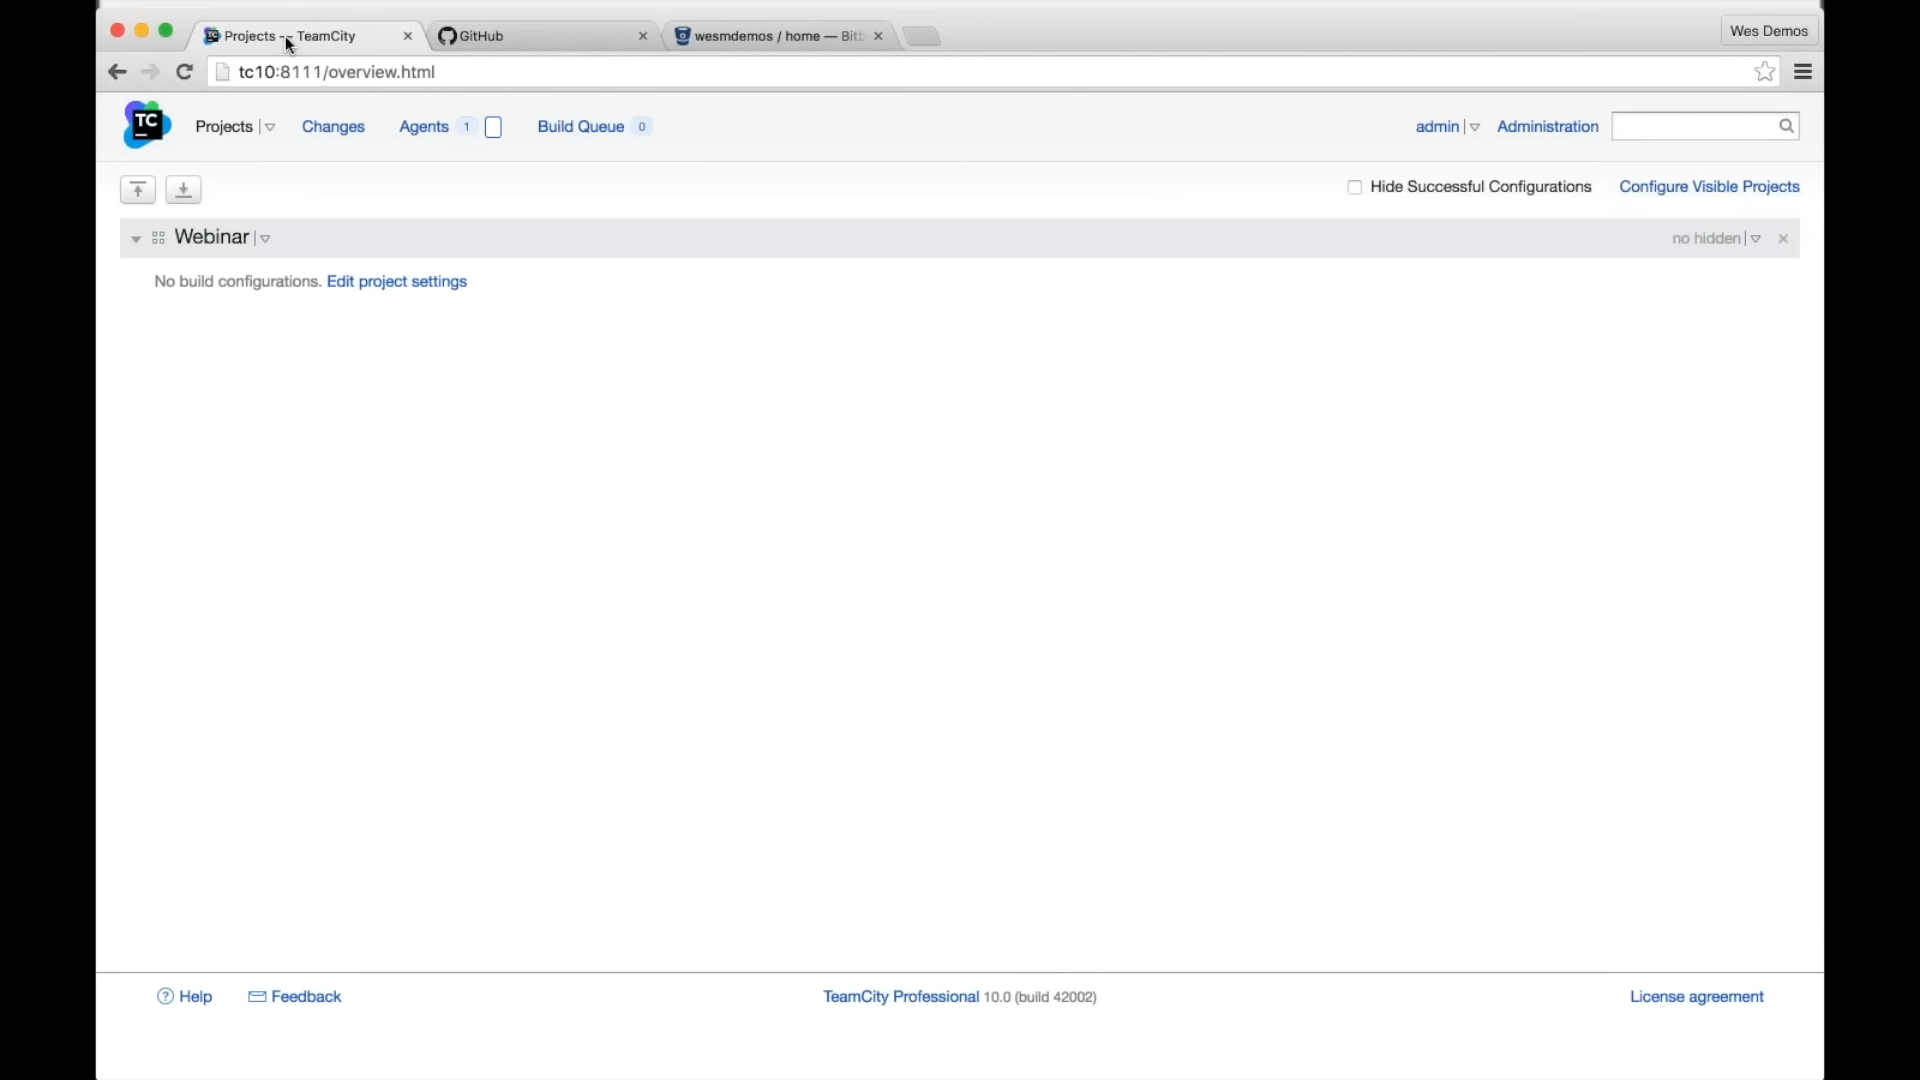 Projects -- TeamCity
GitHub
wesmdemos / home — Bitb
Wes Demos
tc10:8111/overview.html
TC
Projects
Changes
Agents 1
Build Queue 0
admin
Administration
Hide Successful Configurations
Configure Visible Projects
Webinar
no hidden
No build configurations. Edit project settings
Help
Feedback
TeamCity Professional 10.0 (build 42002)
License agreement